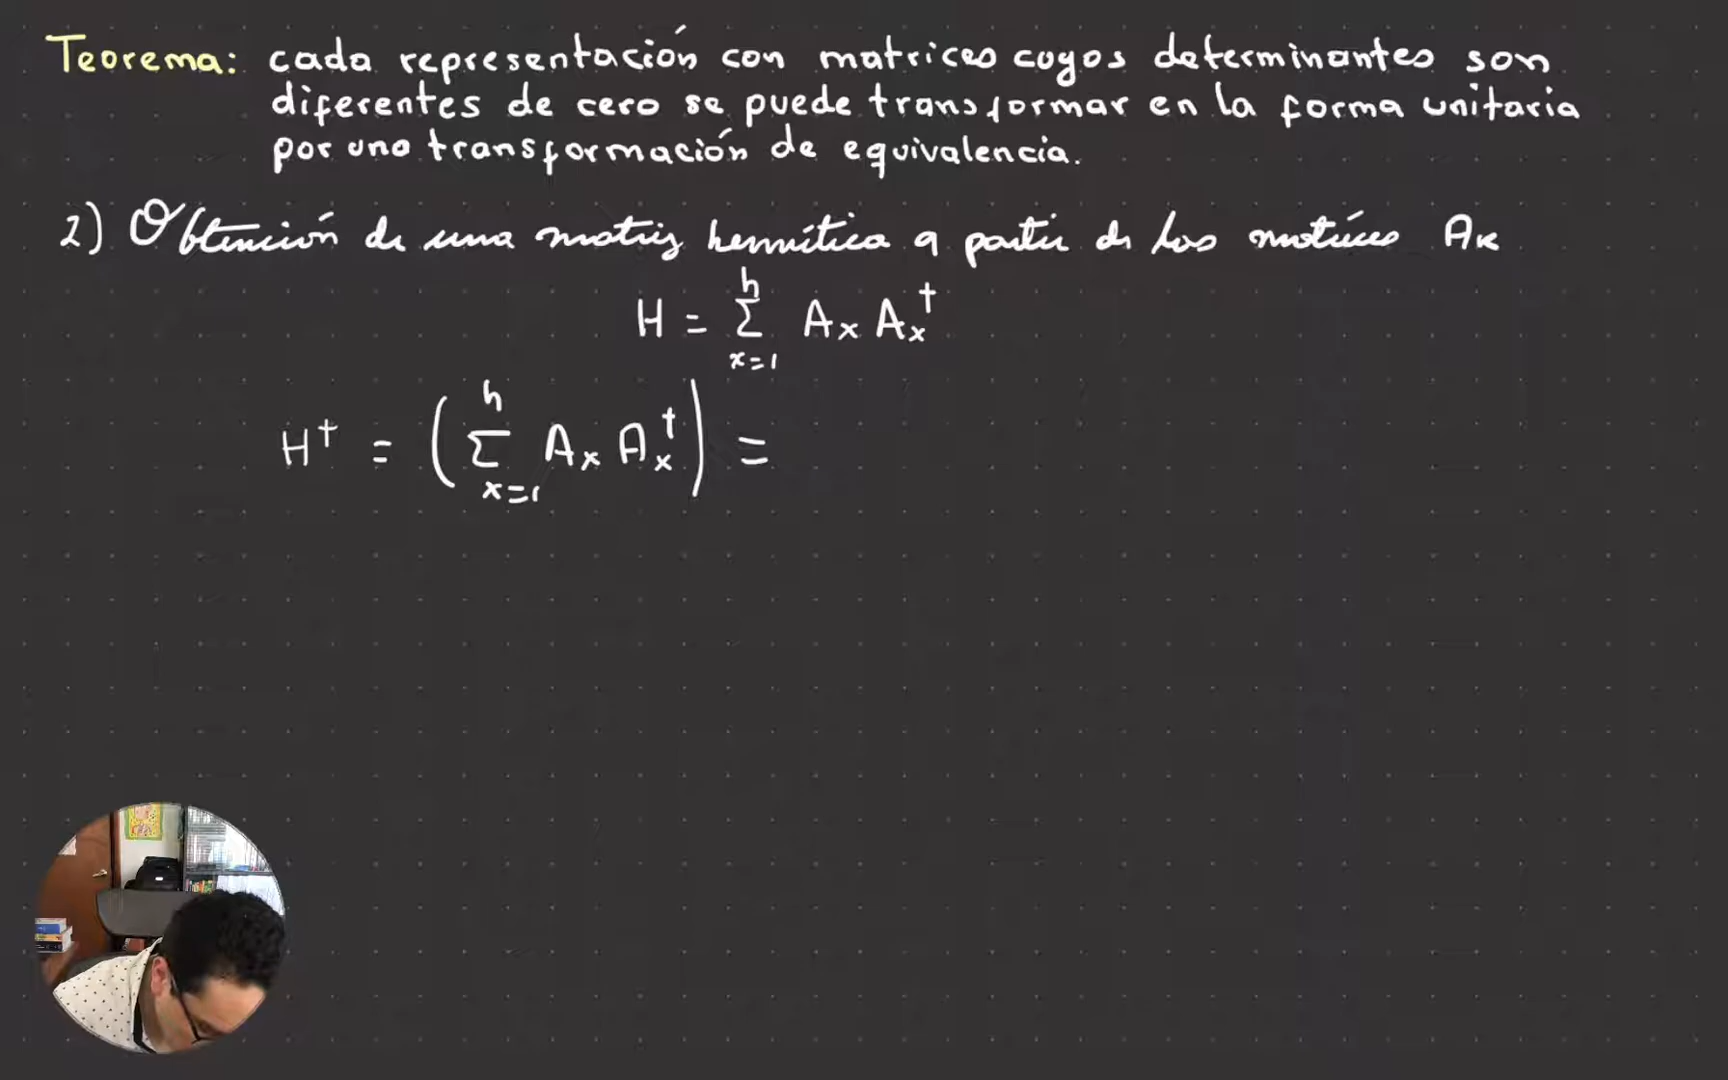 Teorema: cada representación con matrices cuyos determinantes son
diferentes de cero se puede transformar en la forma unitaria
por una transformación de equivalencia.
2) Obtención de una matriz hermítica a partir de las matrices Aκ
H = Σ_{x=1}^{h} Aₓ Aₓ†
H† = (Σ_{x=1}^{h} Aₓ Aₓ†) =